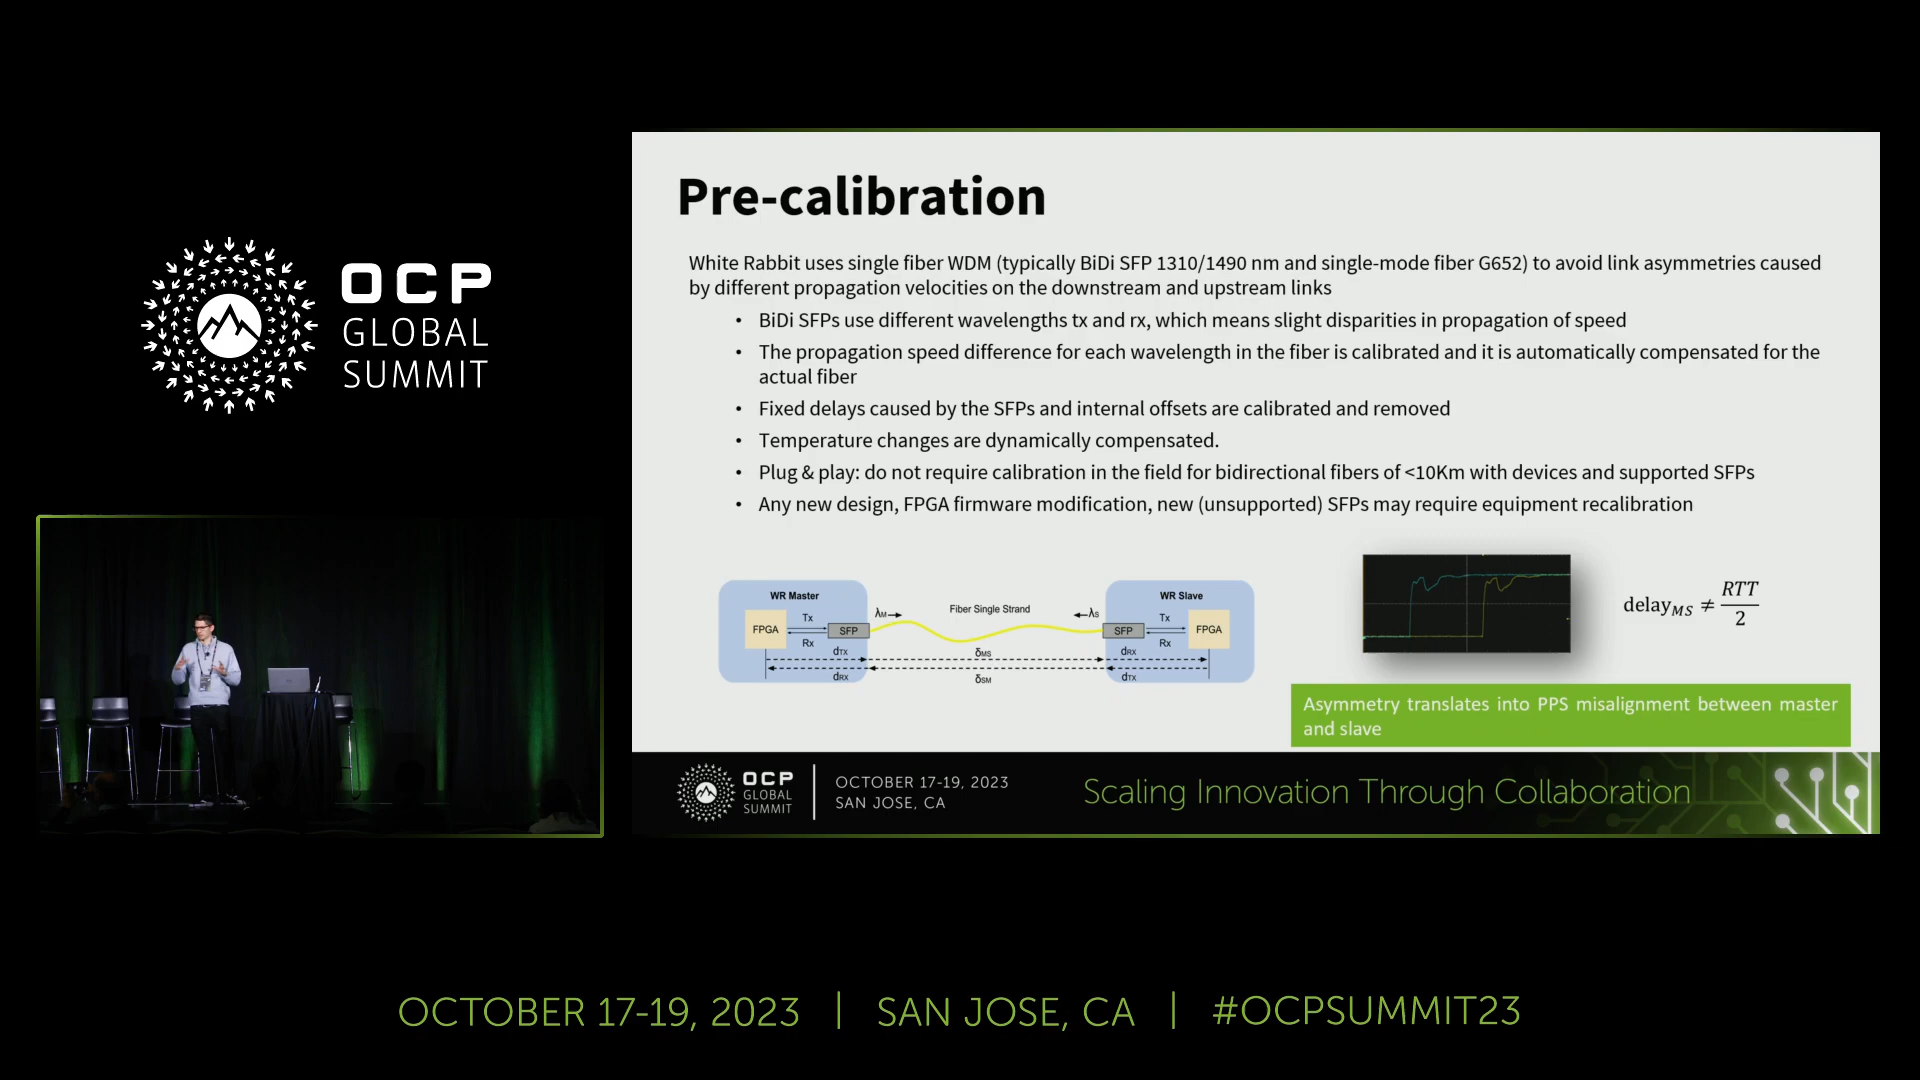 OCP
GLOBAL
SUMMIT
Pre-calibration
White Rabbit uses single fiber WDM (typically BiDi SFP 1310/1490 nm and single-mode fiber G652) to avoid link asymmetries caused
by different propagation velocities on the downstream and upstream links
• BiDi SFPs use different wavelengths tx and rx, which means slight disparities in propagation of speed
• The propagation speed difference for each wavelength in the fiber is calibrated and it is automatically compensated for the
actual fiber
• Fixed delays caused by the SFPs and internal offsets are calibrated and removed
• Temperature changes are dynamically compensated.
• Plug & play: do not require calibration in the field for bidirectional fibers of <10Km with devices and supported SFPs
• Any new design, FPGA firmware modification, new (unsupported) SFPs may require equipment recalibration
WR Master
FPGA
Tx
Rx
SFP
dTX
dRX
λM
Fiber Single Strand
λS
δMS
δSM
WR Slave
SFP
Tx
Rx
FPGA
dRX
dTX
delayMS ≠ RTT/2
Asymmetry translates into PPS misalignment between master
and slave
OCP
GLOBAL
SUMMIT
OCTOBER 17-19, 2023
SAN JOSE, CA
Scaling Innovation Through Collaboration
OCTOBER 17-19, 2023 | SAN JOSE, CA | #OCPSUMMIT23